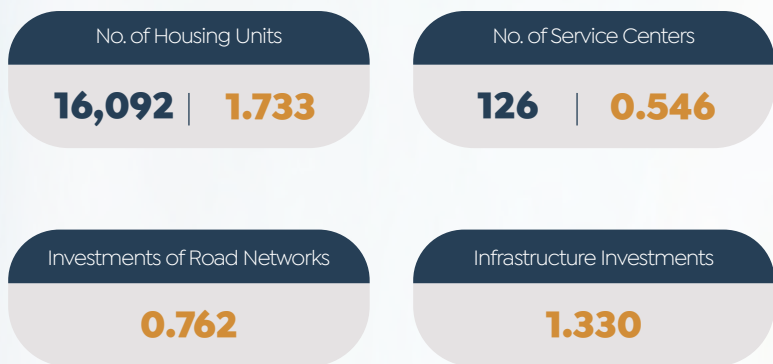 No. of Housing Units
16,092 | 1.733
No. of Service Centers
126 | 0.546
Investments of Road Networks
0.762
Infrastructure Investments
1.330